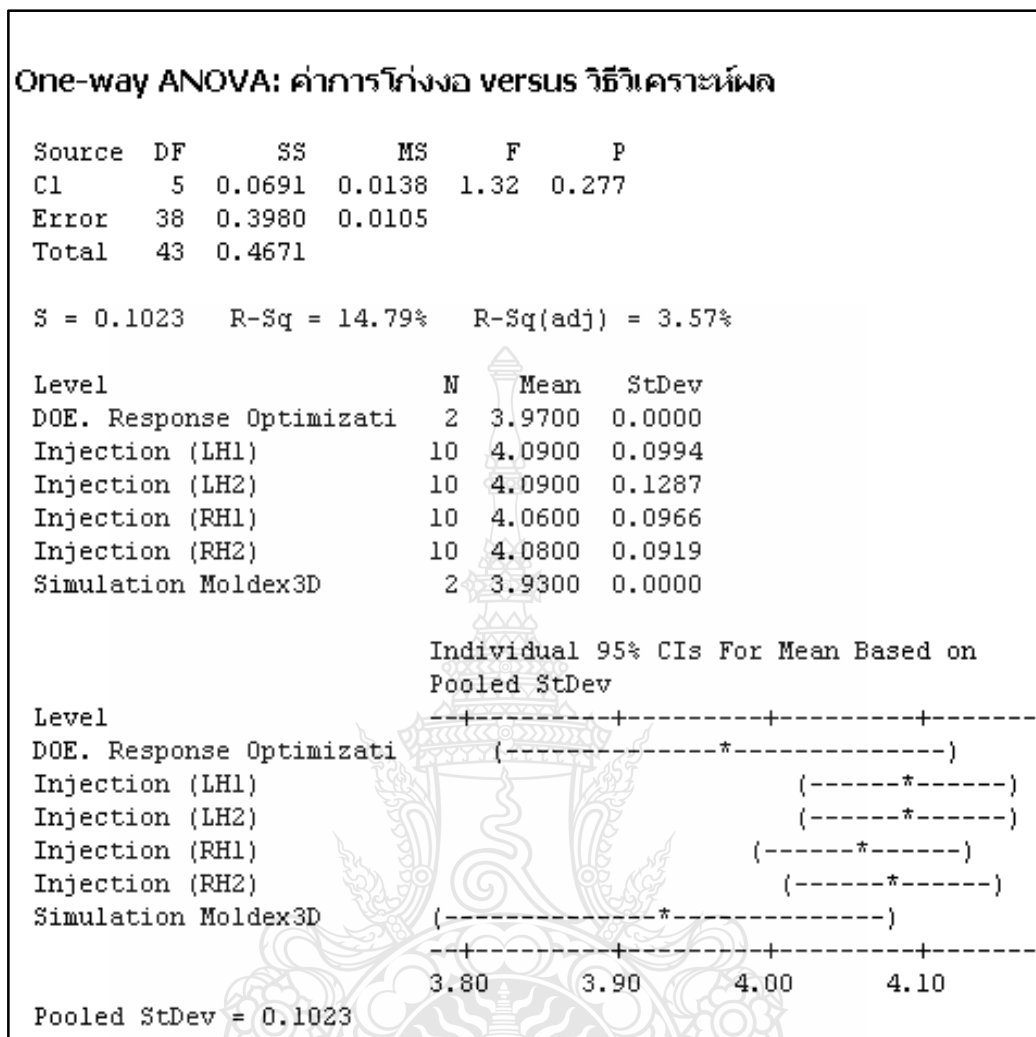 One-way ANOVA: ค่าการโก่งงอ versus วิธีวิเคราะห์ผล
Source DF SS MS F P
C1 5 0.0691 0.0138 1.32 0.277
Error 38 0.3980 0.0105
Total 43 0.4671
S = 0.1023 R-Sq = 14.79% R-Sq(adj) = 3.57%
Level N Mean StDev
DOE. Response Optimizati 2 3.9700 0.0000
Injection (LH1) 10 4.0900 0.0994
Injection (LH2) 10 4.0900 0.1287
Injection (RH1) 10 4.0600 0.0966
Injection (RH2) 10 4.0800 0.0919
Simulation Moldex3D 2 3.9300 0.0000
Individual 95% CIs For Mean Based on
Pooled StDev
Level --+---------+---------+---------+-------
DOE. Response Optimizati (--------------*--------------)
Injection (LH1) (------*------)
Injection (LH2) (------*------)
Injection (RH1) (------*------)
Injection (RH2) (------*------)
Simulation Moldex3D (--------------*--------------)
--+---------+---------+---------+-------
3.80 3.90 4.00 4.10
Pooled StDev = 0.1023